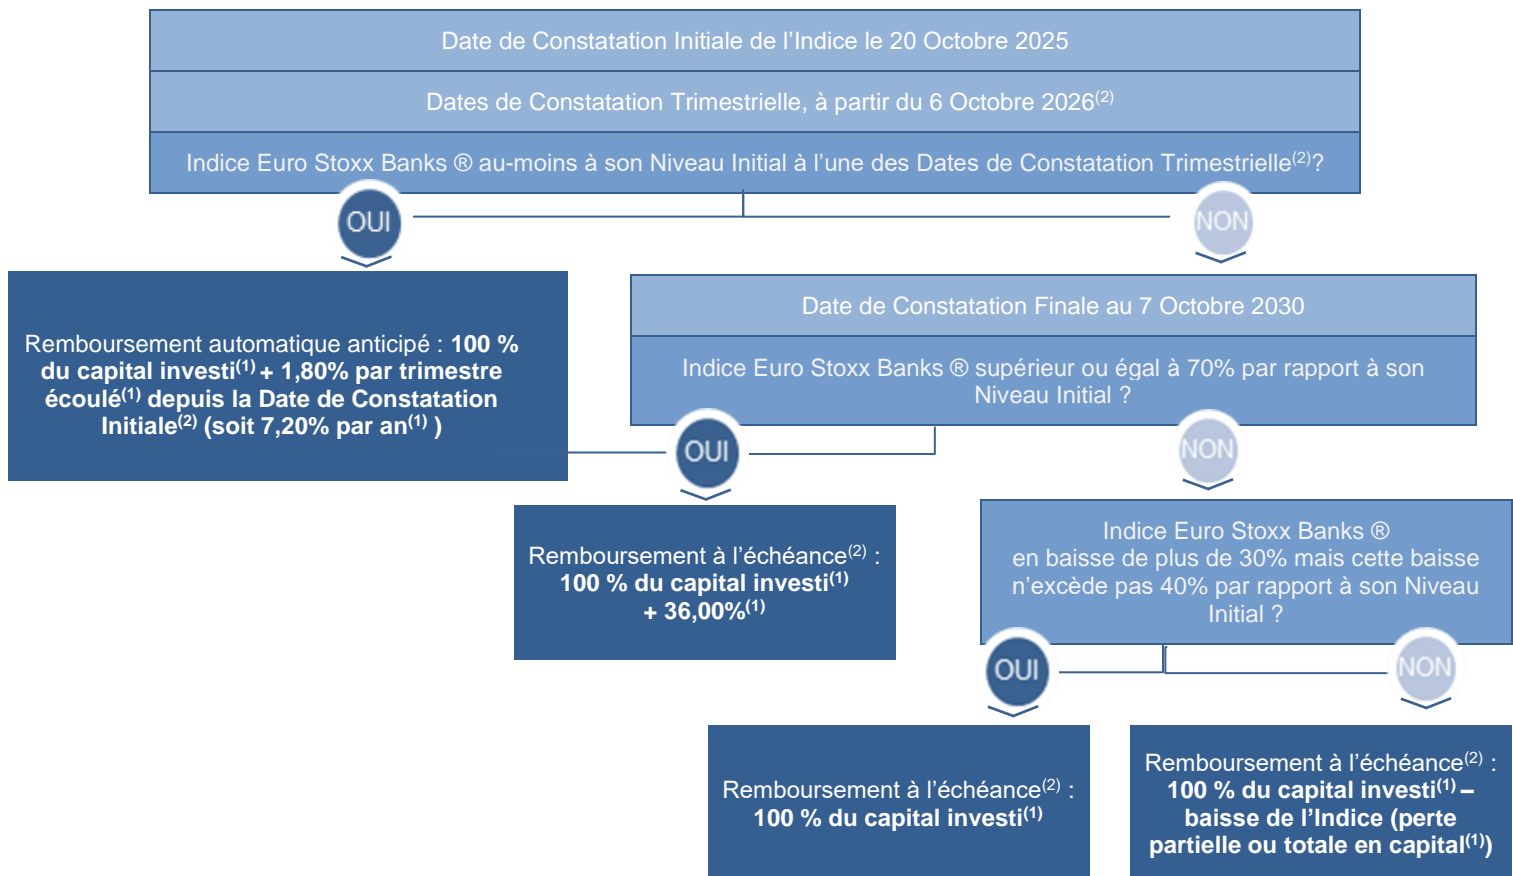 Date de Constatation Initiale de l’Indice le 20 Octobre 2025
Dates de Constatation Trimestrielle, à partir du 6 Octobre 2026(2)
Indice Euro Stoxx Banks ® au-moins à son Niveau Initial à l’une des Dates de Constatation Trimestrielle(2)?
OUI
NON
Remboursement automatique anticipé : 100 %
du capital investi(1) + 1,80% par trimestre
écoulé(1) depuis la Date de Constatation
Initiale(2) (soit 7,20% par an(1) )
Date de Constatation Finale au 7 Octobre 2030
Indice Euro Stoxx Banks ® supérieur ou égal à 70% par rapport à son
Niveau Initial ?
OUI
NON
Remboursement à l’échéance(2) :
100 % du capital investi(1)
+ 36,00%(1)
Indice Euro Stoxx Banks ®
en baisse de plus de 30% mais cette baisse
n’excède pas 40% par rapport à son Niveau
Initial ?
OUI
NON
Remboursement à l’échéance(2) :
100 % du capital investi(1)
Remboursement à l’échéance(2) :
100 % du capital investi(1) –
baisse de l’Indice (perte
partielle ou totale en capital(1))